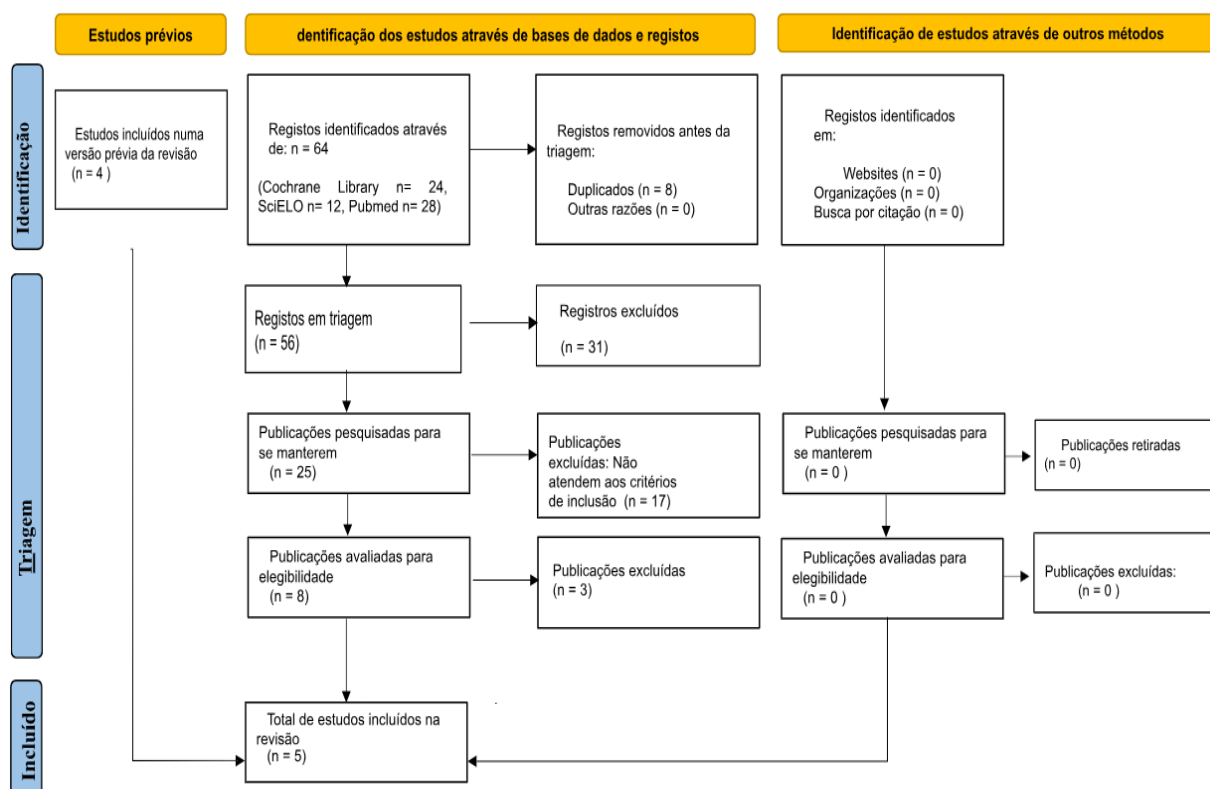 Estudos prévios
dentificação dos estudos através de bases de dados e registos
Identificação de estudos através de outros métodos
Identificação
Estudos incluídos numa
versão prévia da revisão
(n = 4 )
Registos identificados através
de: n = 64
(Cochrane Library n= 24,
SciELO n= 12, Pubmed n= 28)
Registos removidos antes da
triagem:
Duplicados (n = 8)
Outras razões (n = 0)
Registos identificados
em:
Websites (n = 0)
Organizações (n = 0)
Busca por citação (n = 0)
Triagem
Registos em triagem
(n = 56)
Registros excluídos
(n = 31)
Publicações pesquisadas para
se manterem
(n = 25)
Publicações
excluídas: Não
atendem aos critérios
de inclusão (n = 17)
Publicações pesquisadas para
se manterem
(n = 0 )
Publicações retiradas
(n = 0)
Publicações avaliadas para
elegibilidade
(n = 8)
Publicações excluídas
(n = 3)
Publicações avaliadas para
elegibilidade
(n = 0 )
Publicações excluídas:
(n = 0 )
Incluído
Total de estudos incluídos na
revisão
(n = 5)